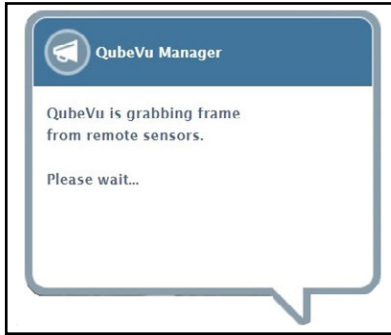 QubeVu Manager
QubeVu is grabbing frame
from remote sensors.
Please wait...